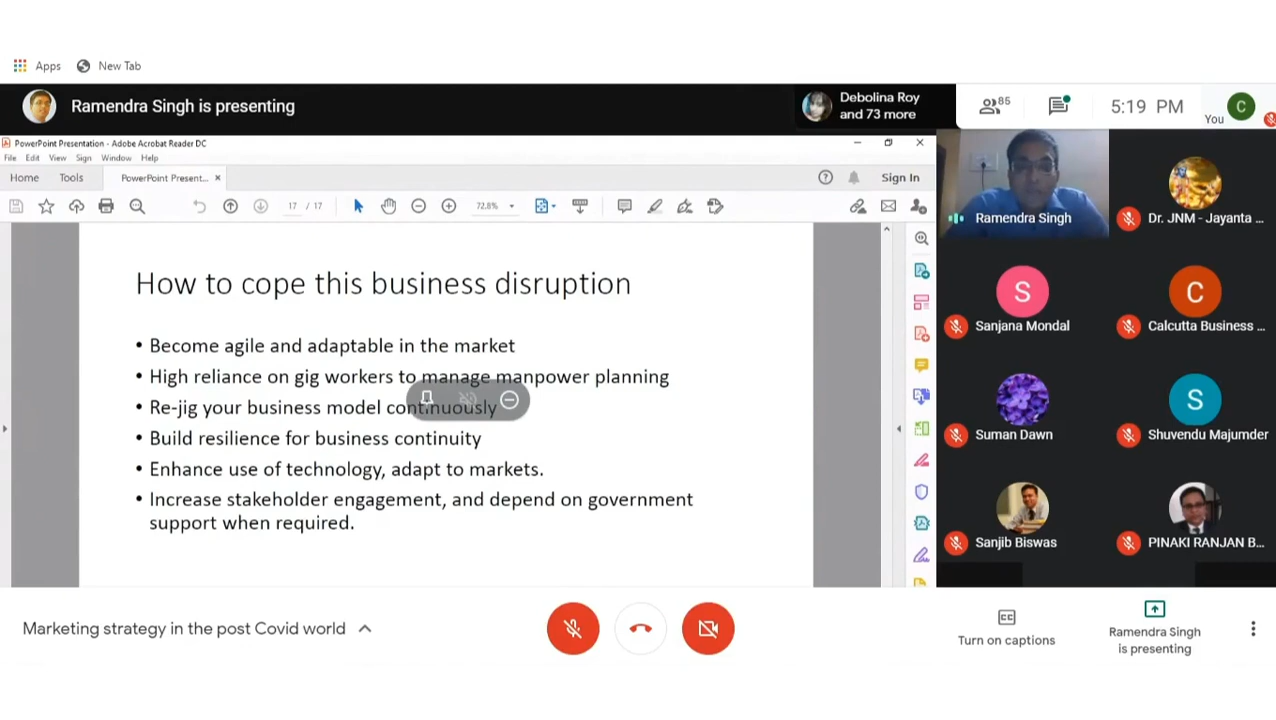 Apps New Tab
Ramendra Singh is presenting
Debolina Roy
and 73 more
85
5:19 PM
You
C
PowerPoint Presentation - Adobe Acrobat Reader DC
File Edit View Sign Window Help
Home Tools PowerPoint Present... ×
Sign In
17 / 17
72.8%
How to cope this business disruption
• Become agile and adaptable in the market
• High reliance on gig workers to manage manpower planning
• Re-jig your business model continuously
• Build resilience for business continuity
• Enhance use of technology, adapt to markets.
• Increase stakeholder engagement, and depend on government
support when required.
Ramendra Singh
Dr. JNM - Jayanta ...
S
Sanjana Mondal
C
Calcutta Business ...
Suman Dawn
S
Shuvendu Majumder
Sanjib Biswas
PINAKI RANJAN B...
Marketing strategy in the post Covid world
CC
Turn on captions
Ramendra Singh
is presenting